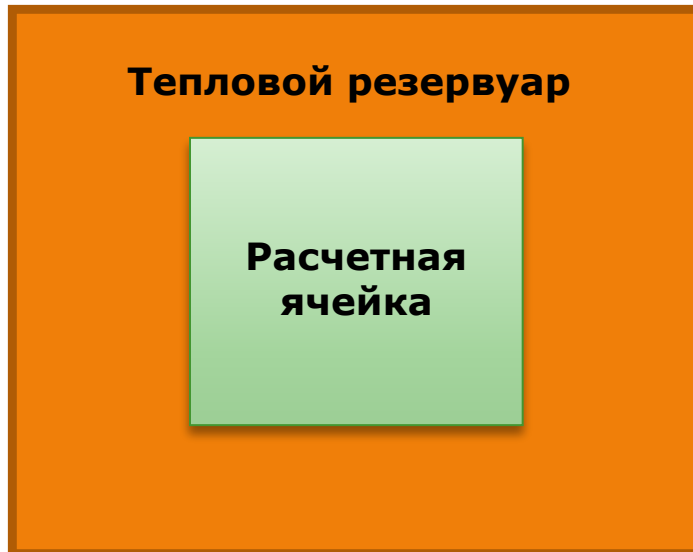 Тепловой резервуар
Расчетная
ячейка